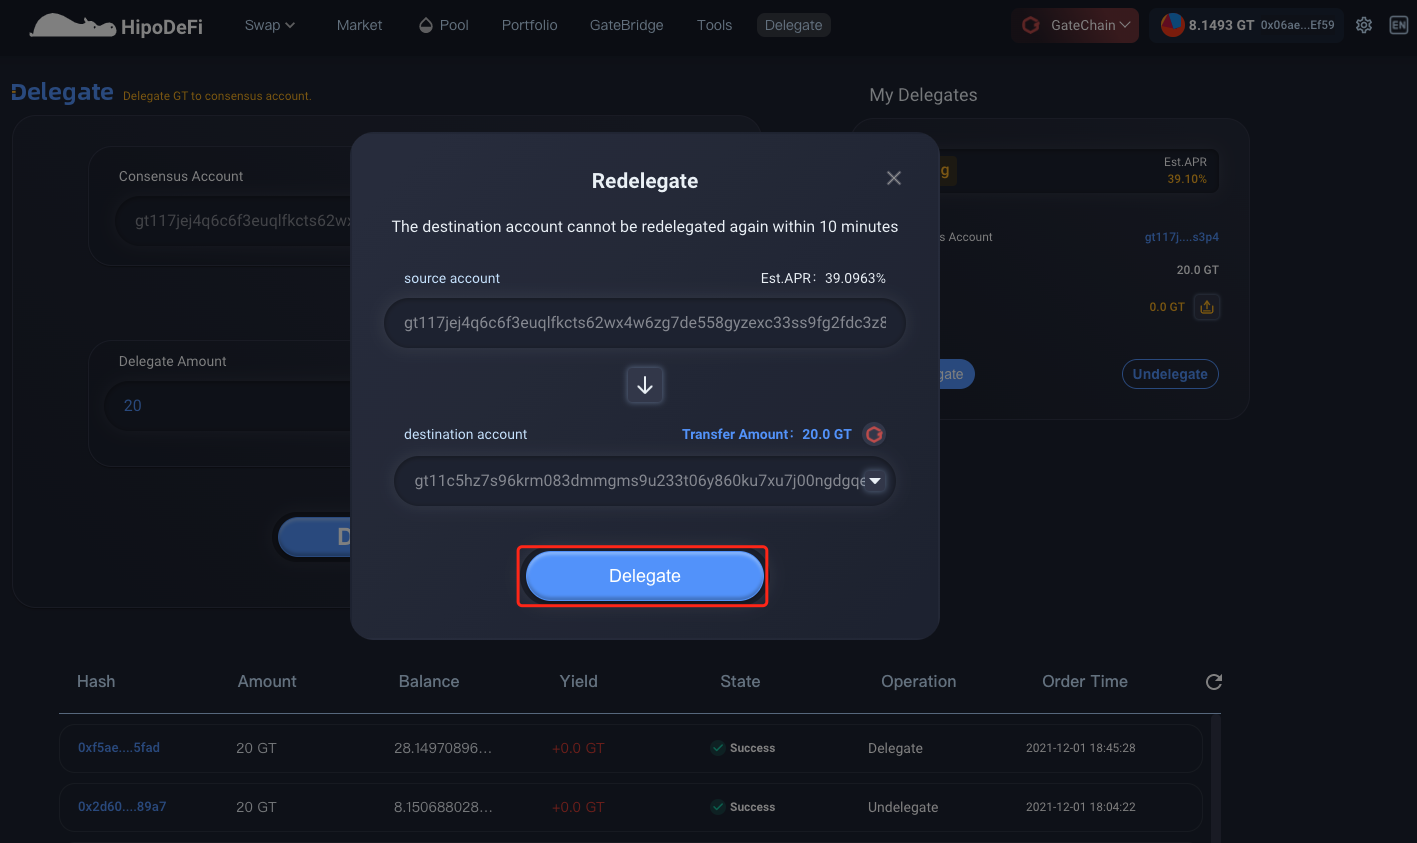 HipoDeFi Swap Market Pool Portfolio GateBridge Tools Delegate GateChain 8.1493 GT 0x06ae...Ef59 EN
Delegate Delegate GT to consensus account.
My Delegates
Consensus Account
gt117jej4q6c6f3euqlfkcts62wx
Delegate Amount
20
Redelegate
The destination account cannot be redelegated again within 10 minutes
source account Est.APR: 39.0963%
gt117jej4q6c6f3euqlfkcts62wx4w6zg7de558gyzexc33ss9fg2fdc3z8
destination account Transfer Amount: 20.0 GT
gt11c5hz7s96krm083dmmgms9u233t06y860ku7xu7j00ngdgqe
Delegate
Est.APR
39.10%
s Account gt117j....s3p4
20.0 GT
0.0 GT
gate Undelegate
Hash Amount Balance Yield State Operation Order Time
0xf5ae....5fad 20 GT 28.14970896... +0.0 GT Success Delegate 2021-12-01 18:45:28
0x2d60....89a7 20 GT 8.150688028... +0.0 GT Success Undelegate 2021-12-01 18:04:22